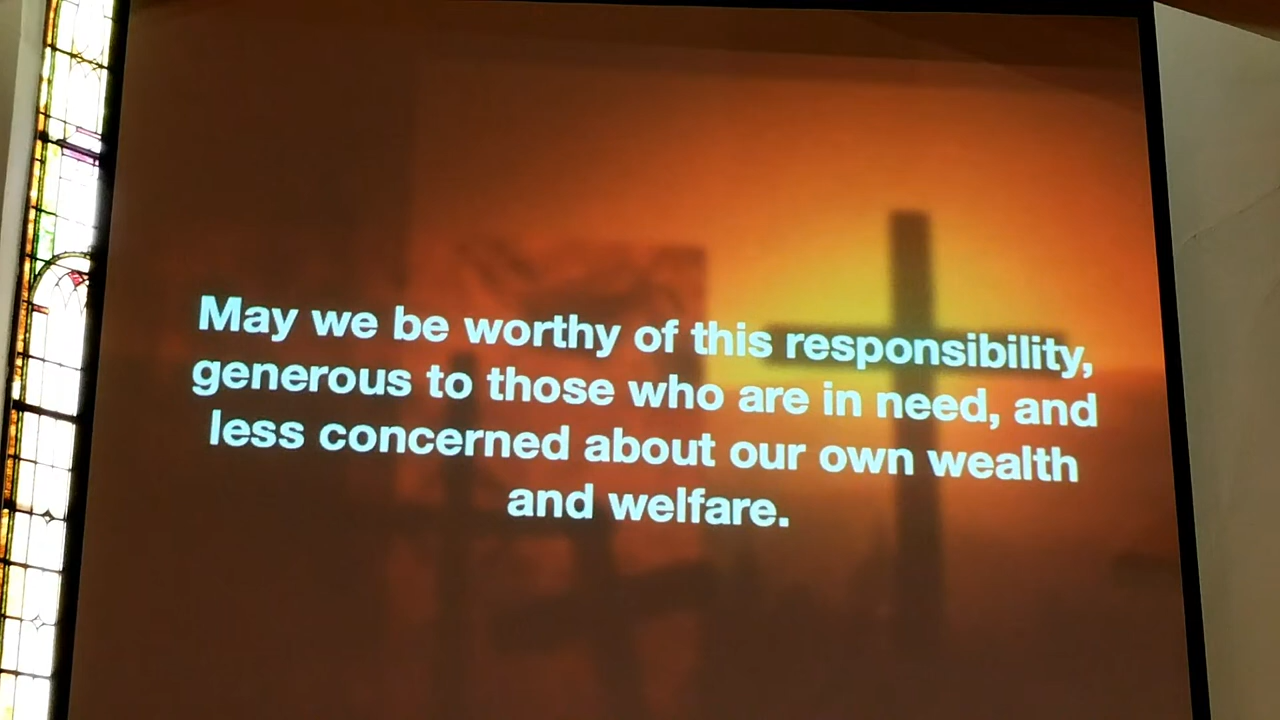 May we be worthy of this responsibility,
generous to those who are in need, and
less concerned about our own wealth
and welfare.